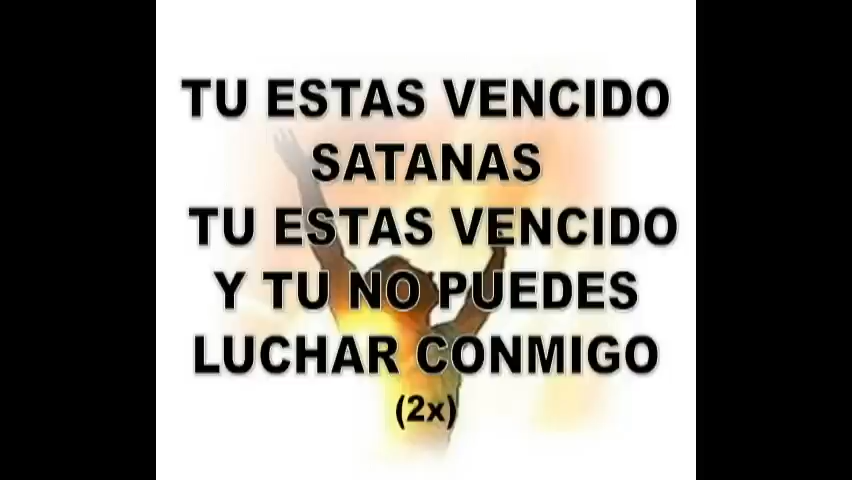 TU ESTAS VENCIDO
SATANAS
TU ESTAS VENCIDO
Y TU NO PUEDES
LUCHAR CONMIGO
(2x)